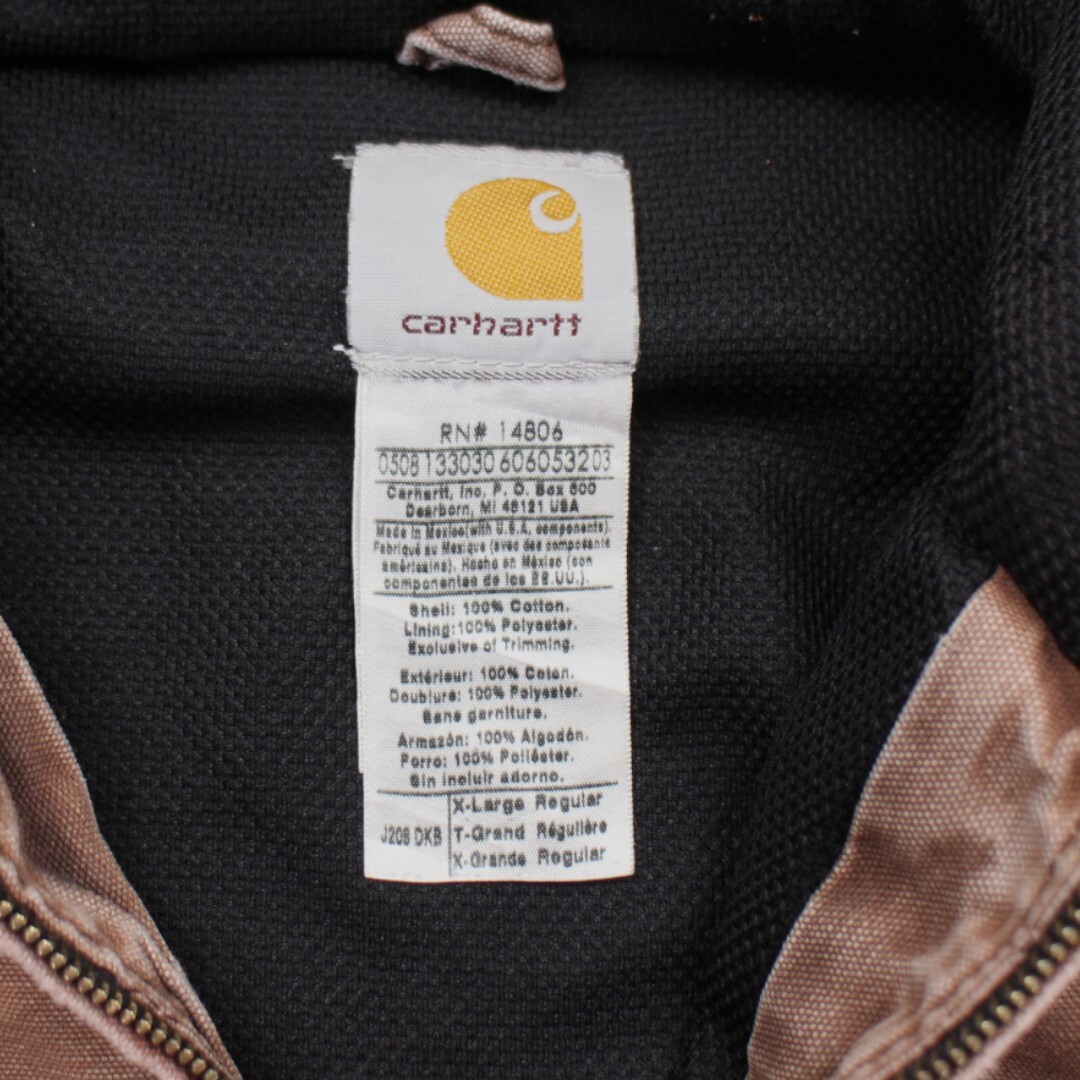 carhartt
RN# 14806
0508 133030 6060532 03
Carhartt, Inc. P. O. Box 600
Dearborn, MI 48121 USA
Made in Mexico(with U.S.A. components).
Fabriqué au Mexique (avec des composants
américains). Hecho en México (con
componentes de los EE.UU.).
Shell: 100% Cotton.
Lining:100% Polyester.
Exclusive of Trimming.
Extérieur: 100% Coton.
Doublure: 100% Polyester.
Sans garniture.
Armazón: 100% Algodón.
Forro: 100% Poliéster.
Sin incluir adorno.
J206 DKB
X-Large Regular
T-Grand Régulière
X-Grande Regular